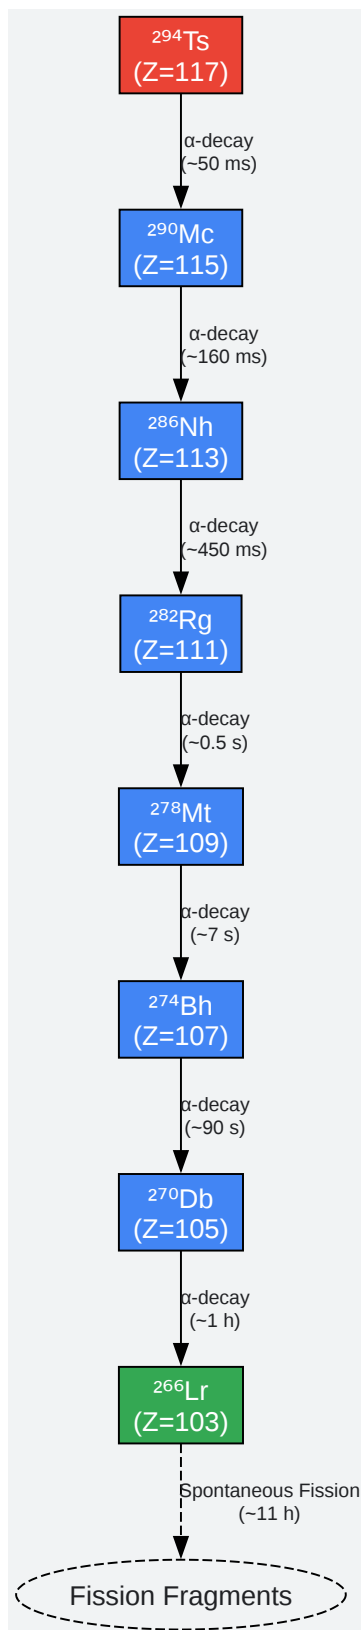 ²⁹⁴Ts
(Z=117)
α-decay
(~50 ms)
²⁹⁰Mc
(Z=115)
α-decay
(~160 ms)
²⁸⁶Nh
(Z=113)
α-decay
(~450 ms)
²⁸²Rg
(Z=111)
α-decay
(~0.5 s)
²⁷⁸Mt
(Z=109)
α-decay
(~7 s)
²⁷⁴Bh
(Z=107)
α-decay
(~90 s)
²⁷⁰Db
(Z=105)
α-decay
(~1 h)
²⁶⁶Lr
(Z=103)
Spontaneous Fission
(~11 h)
Fission Fragments